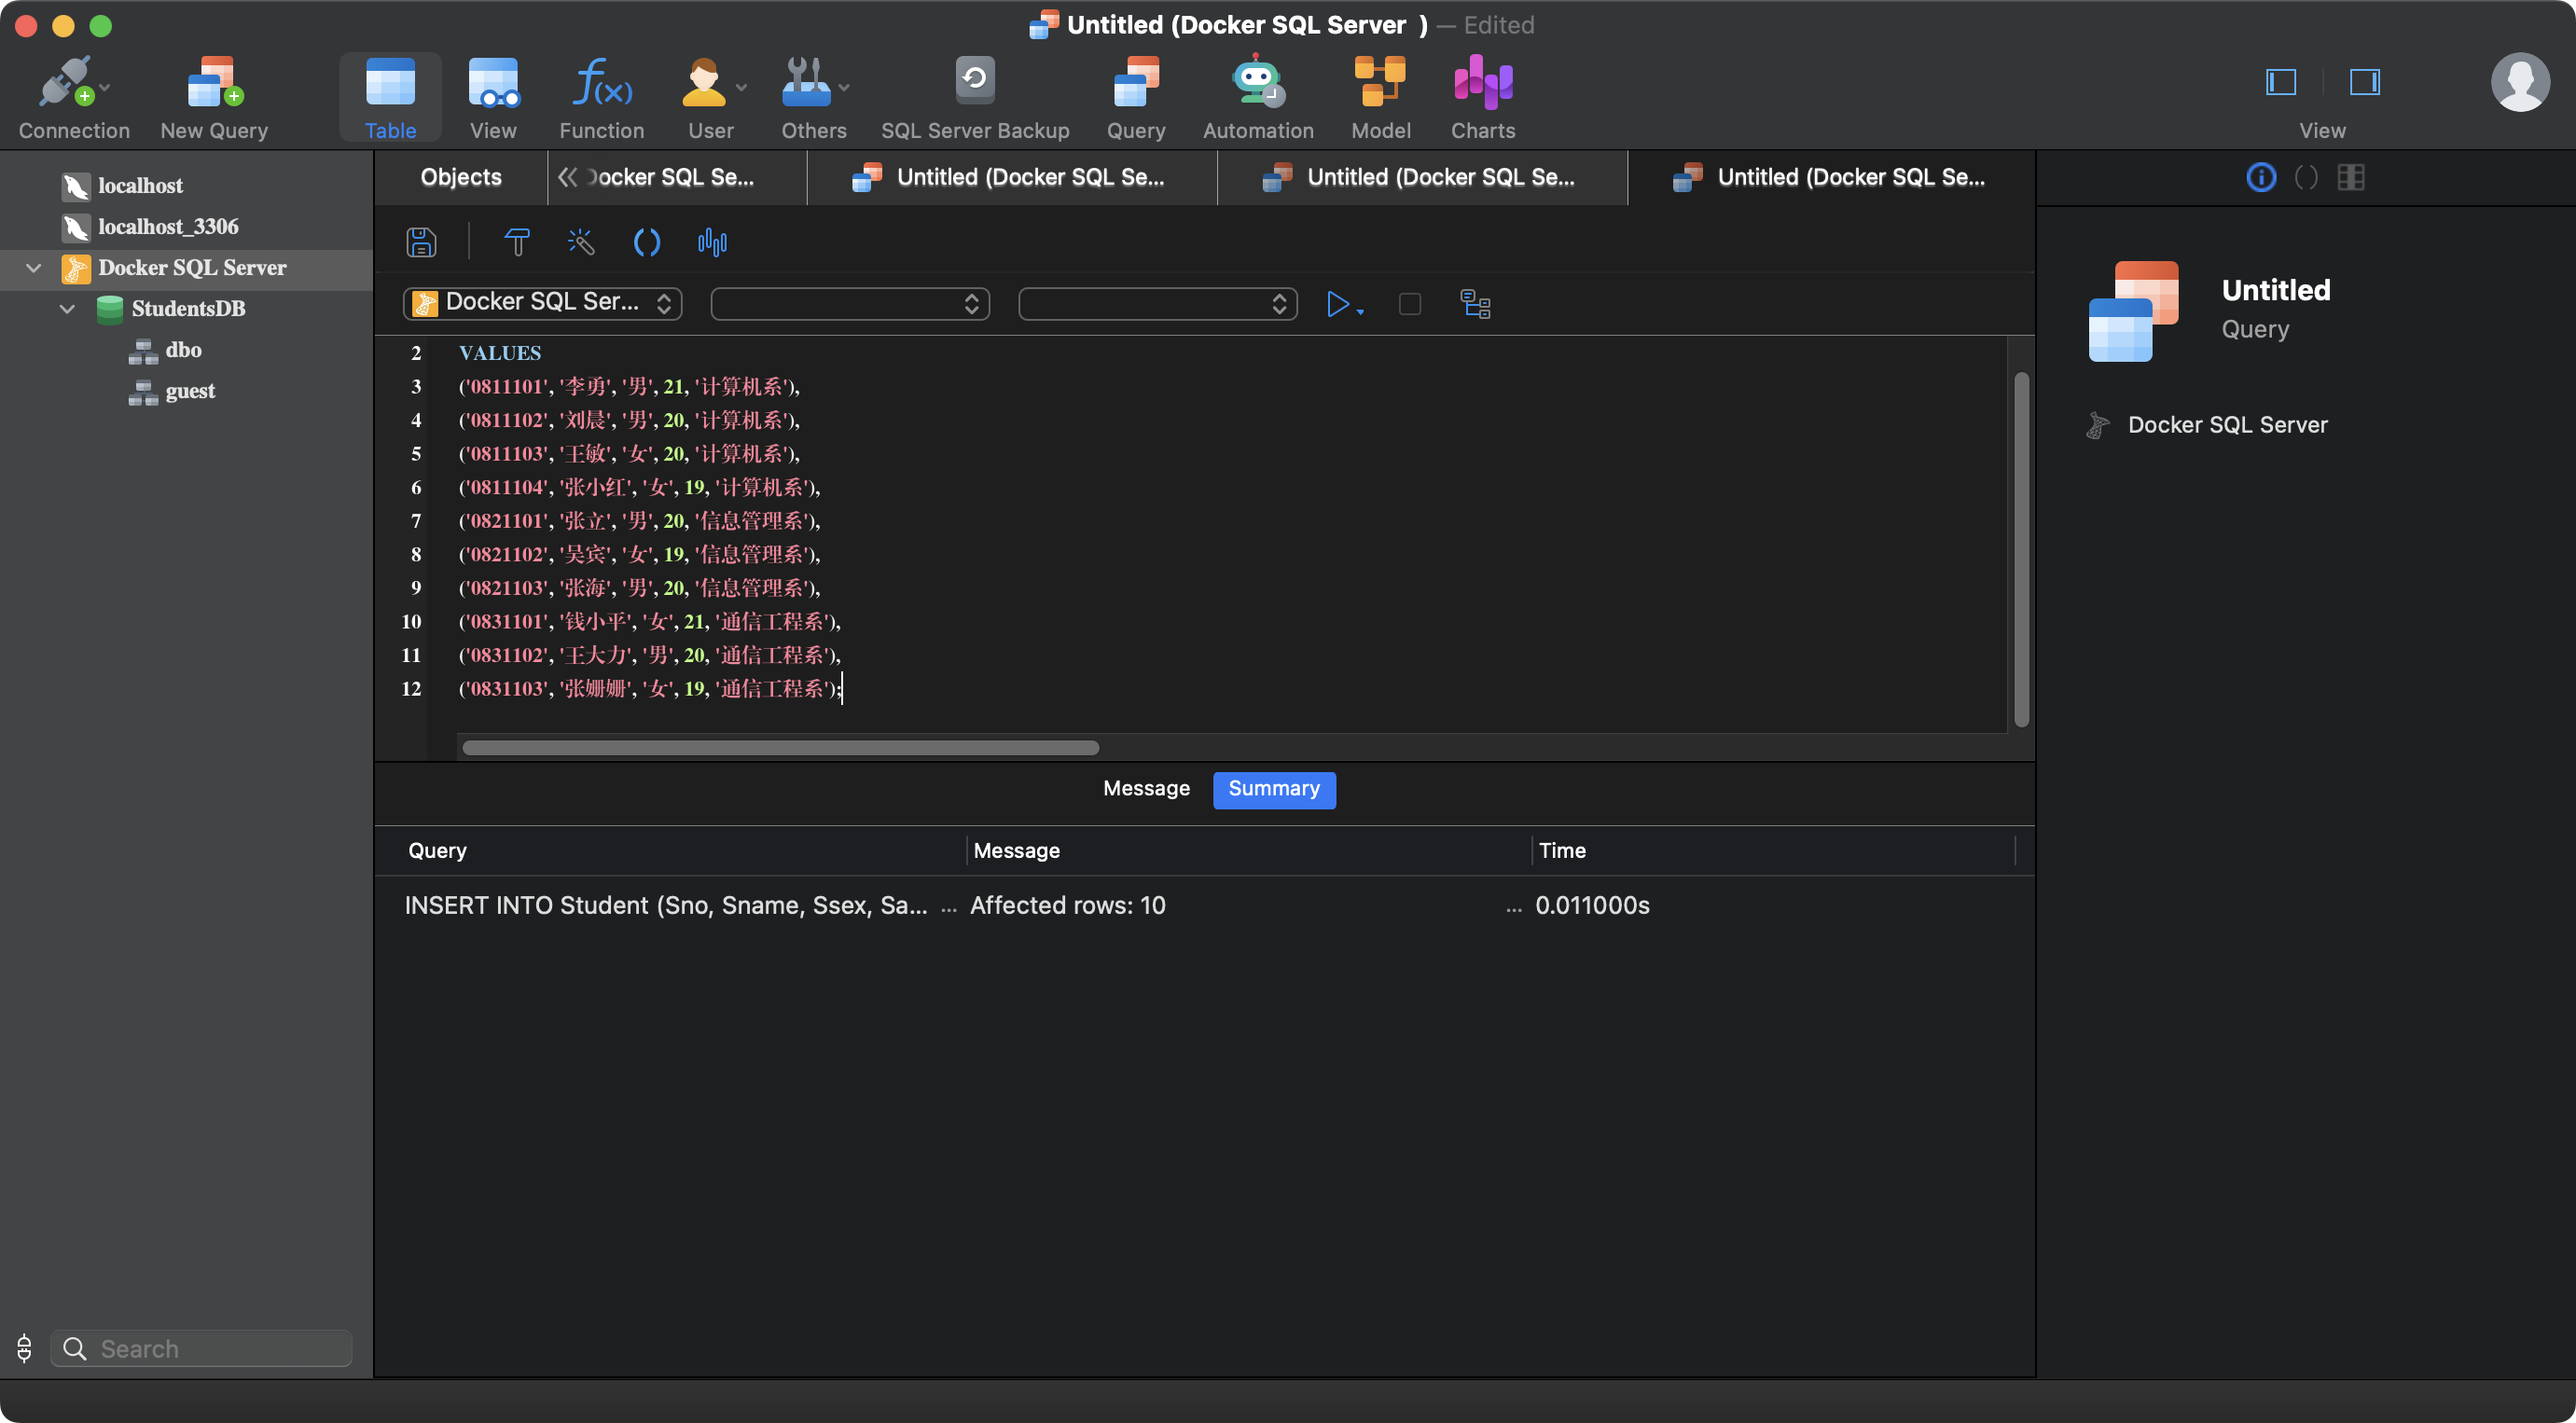 Untitled (Docker SQL Server ) — Edited
Connection
New Query
Table
View
Function
User
Others
SQL Server Backup
Query
Automation
Model
Charts
View
localhost
localhost_3306
Docker SQL Server
StudentsDB
dbo
guest
Search
Objects
Docker SQL Se...
Untitled (Docker SQL Se...
Untitled (Docker SQL Se...
Untitled (Docker SQL Se...
Docker SQL Ser...
2 VALUES
3 ('0811101', '李勇', '男', 21, '计算机系'),
4 ('0811102', '刘晨', '男', 20, '计算机系'),
5 ('0811103', '王敏', '女', 20, '计算机系'),
6 ('0811104', '张小红', '女', 19, '计算机系'),
7 ('0821101', '张立', '男', 20, '信息管理系'),
8 ('0821102', '吴宾', '女', 19, '信息管理系'),
9 ('0821103', '张海', '男', 20, '信息管理系'),
10 ('0831101', '钱小平', '女', 21, '通信工程系'),
11 ('0831102', '王大力', '男', 20, '通信工程系'),
12 ('0831103', '张姗姗', '女', 19, '通信工程系');
Message
Summary
Query
Message
Time
INSERT INTO Student (Sno, Sname, Ssex, Sa... ...
Affected rows: 10 ...
0.011000s
Untitled
Query
Docker SQL Server